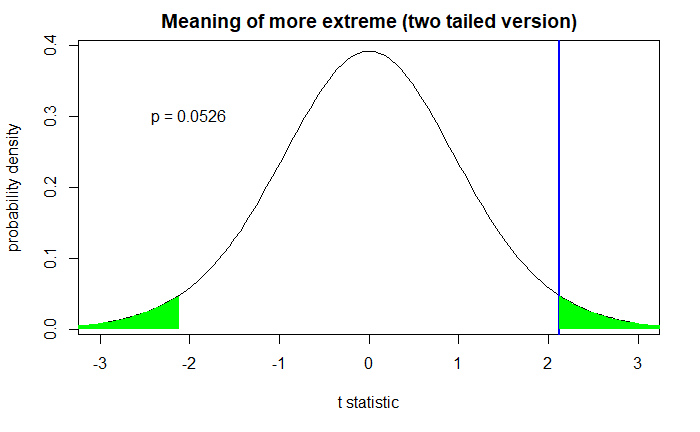 Meaning of more extreme (two tailed version)
0.4
0.3
0.2
0.1
0.0
probability density
p = 0.0526
-3 -2 -1 0 1 2 3
t statistic